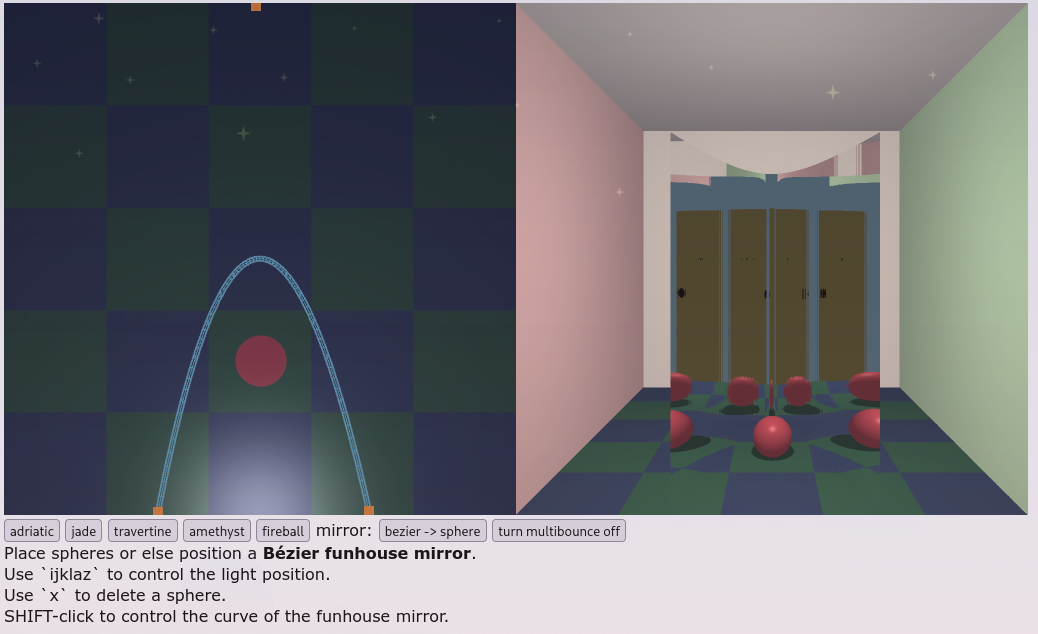 adriatic jade travertine amethyst fireball mirror: bezier -> sphere turn multibounce off
Place spheres or else position a Bézier funhouse mirror.
Use `ijklaz` to control the light position.
Use `x` to delete a sphere.
SHIFT-click to control the curve of the funhouse mirror.